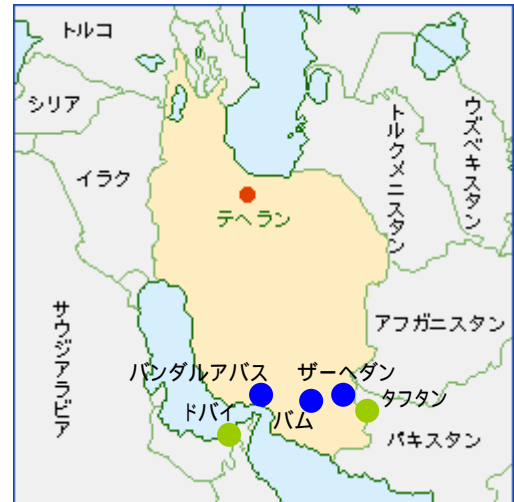 トルコ
シリア
イラク
テヘラン
トルクメニスタン
ウズベキスタン
サウジアラビア
アフガニスタン
バンダルアバス
ザーヘダン
タフタン
ドバイ
バム
パキスタン